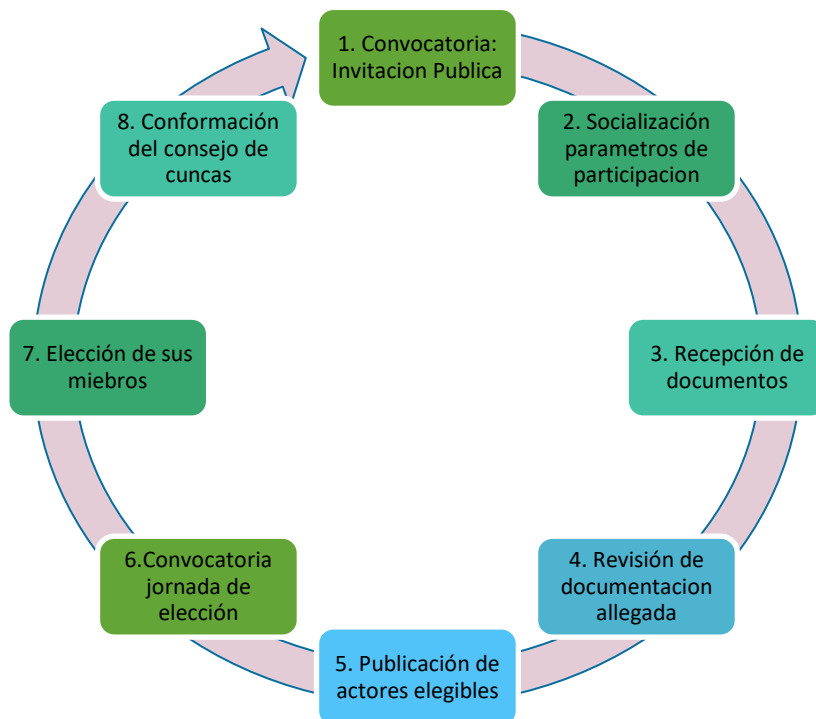 1. Convocatoria:
Invitacion Publica
2. Socialización
parametros de
participacion
3. Recepción de
documentos
4. Revisión de
documentacion
allegada
5. Publicación de
actores elegibles
6.Convocatoria
jornada de
elección
7. Elección de sus
miebros
8. Conformación
del consejo de
cuncas